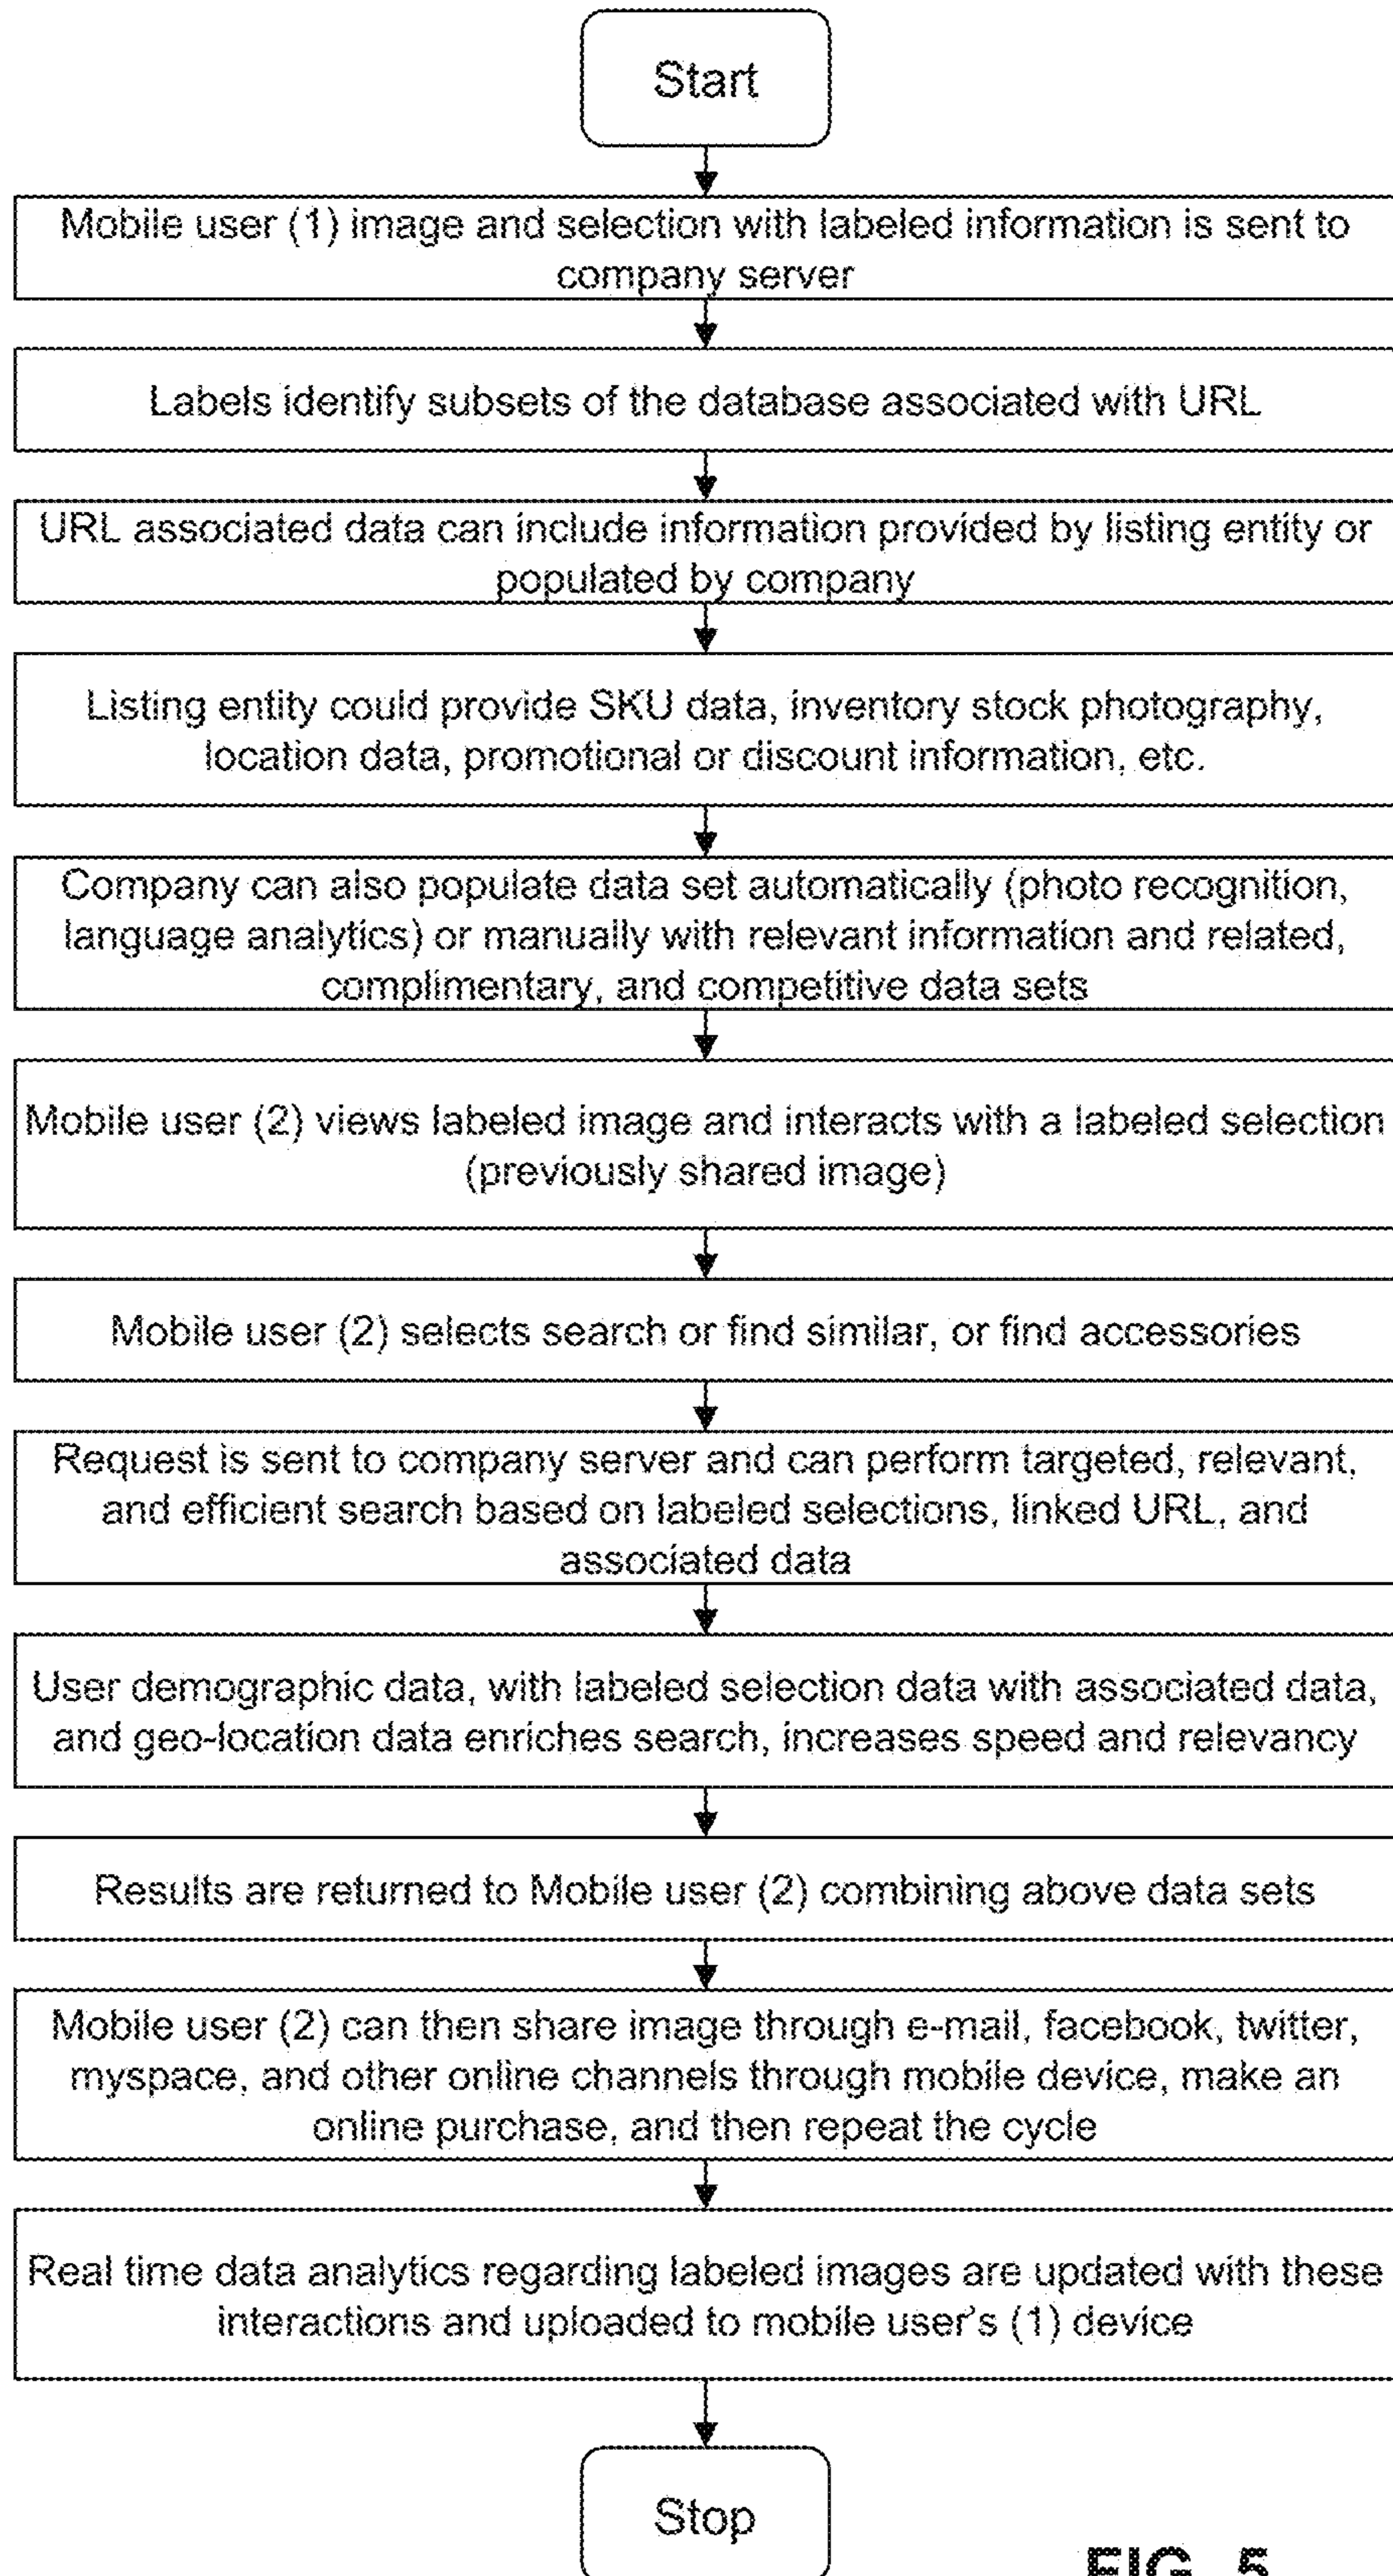 Start
Mobile user (1) image and selection with labeled information is sent to
company server
Labels identify subsets of the database associated with URL
URL associated data can include information provided by listing entity or
populated by company
Listing entity could provide SKU data, inventory stock photography,
location data, promotional or discount information, etc.
Company can also populate data set automatically (photo recognition,
language analytics) or manually with relevant information and related,
complimentary, and competitive data sets
Mobile user (2) views labeled image and interacts with a labeled selection
(previously shared image)
Mobile user (2) selects search or find similar, or find accessories
Request is sent to company server and can perform targeted, relevant,
and efficient search based on labeled selections, linked URL, and
associated data
User demographic data, with labeled selection data with associated data,
and geo-location data enriches search, increases speed and relevancy
Results are returned to Mobile user (2) combining above data sets
Mobile user (2) can then share image through e-mail, facebook, twitter,
myspace, and other online channels through mobile device, make an
online purchase, and then repeat the cycle
Real time data analytics regarding labeled images are updated with these
interactions and uploaded to mobile user's (1) device
Stop
FIG. 5